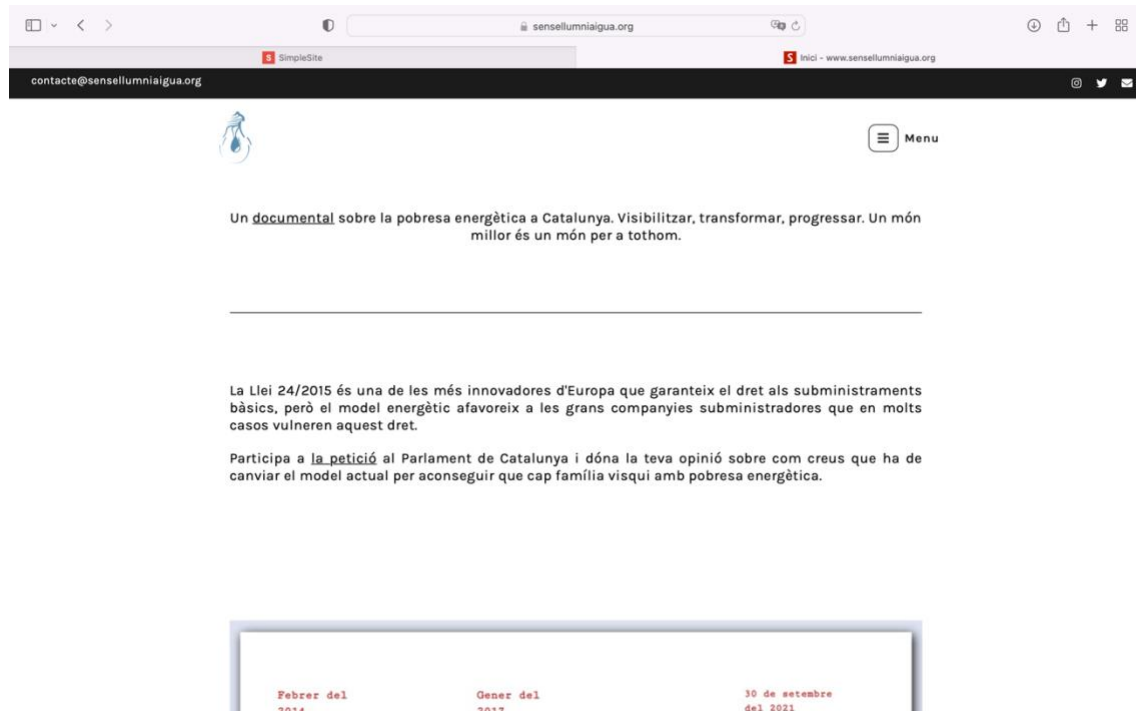 sensellumniaigua.org
S SimpleSite
S Inici - www.sensellumniaigua.org
contacte@sensellumniaigua.org
Menu
Un documental sobre la pobresa energètica a Catalunya. Visibilitzar, transformar, progressar. Un món
millor és un món per a tothom.
La Llei 24/2015 és una de les més innovadores d'Europa que garanteix el dret als subministraments
bàsics, però el model energètic afavoreix a les grans companyies subministradores que en molts
casos vulneren aquest dret.
Participa a la petició al Parlament de Catalunya i dóna la teva opinió sobre com creus que ha de
canviar el model actual per aconseguir que cap família visqui amb pobresa energètica.
Febrer del
2014
Gener del
2017
30 de setembre
del 2021